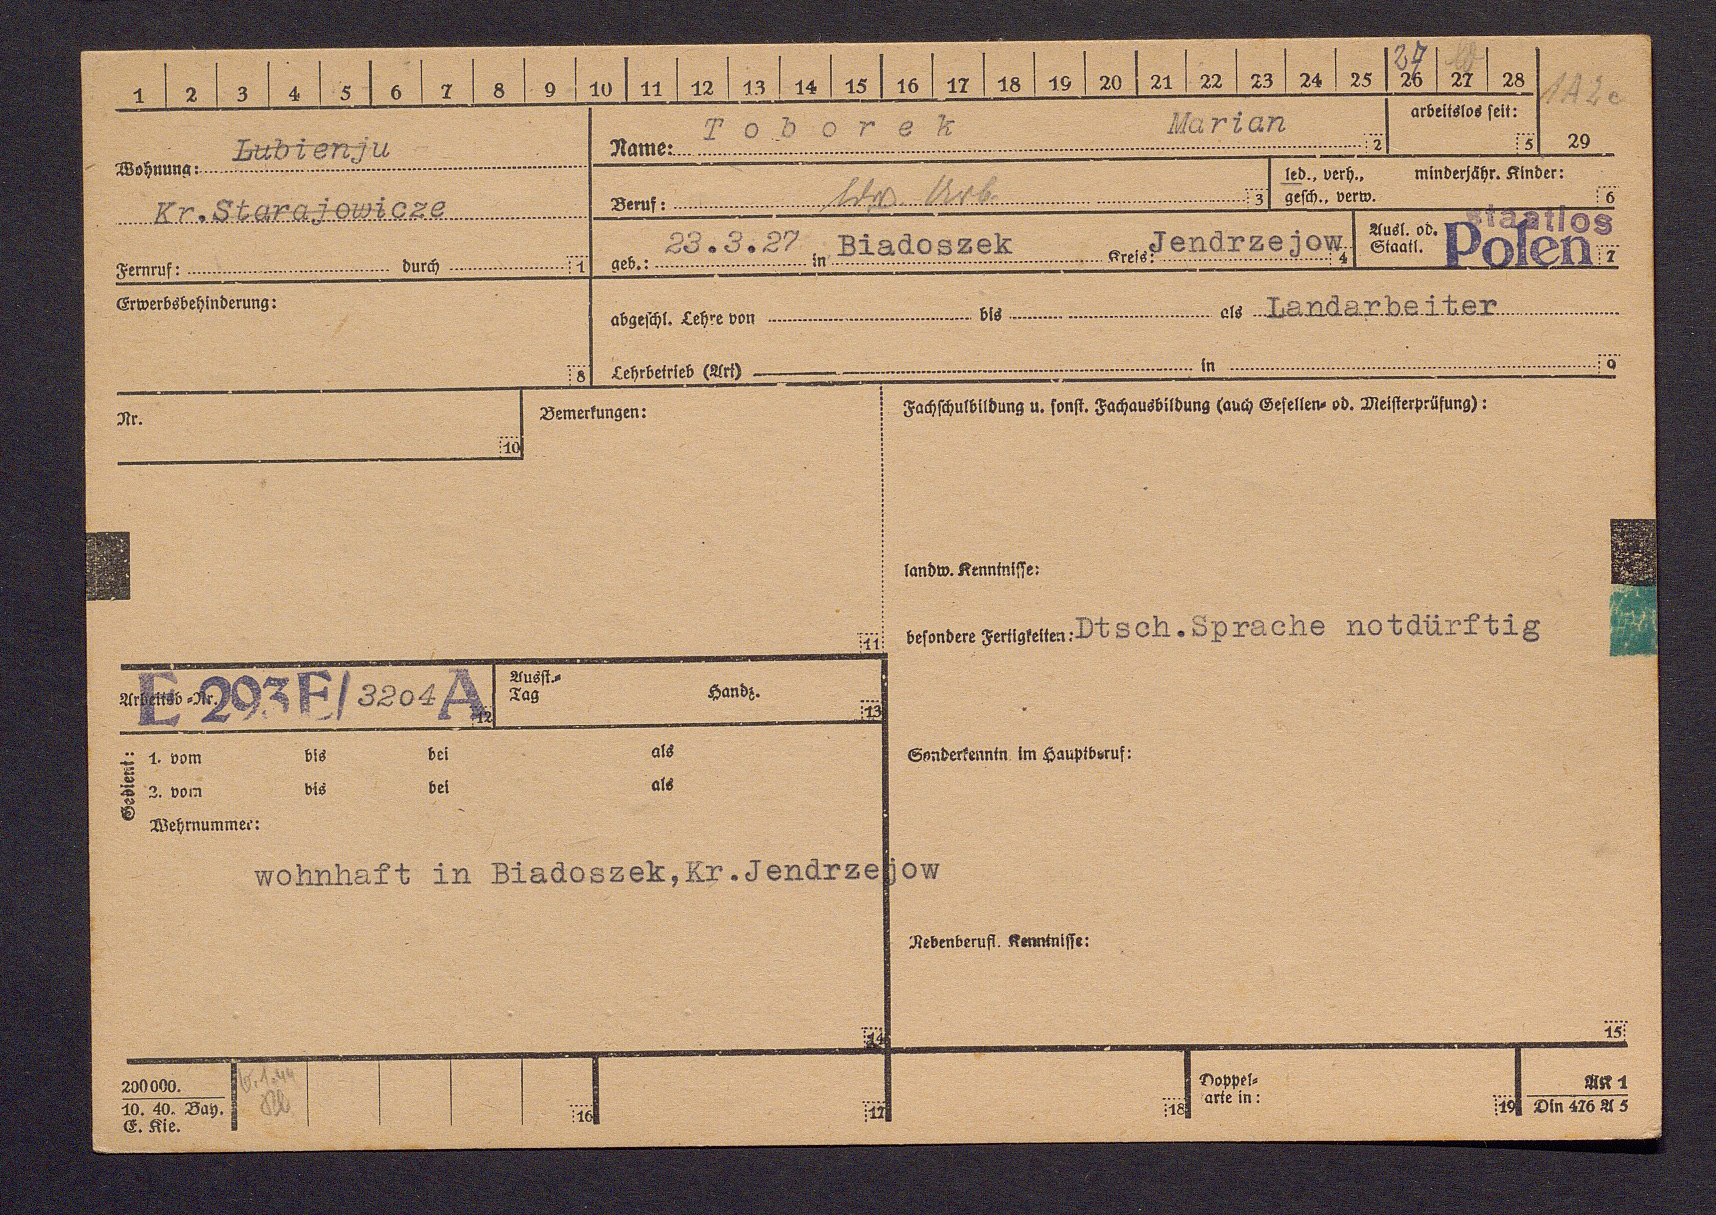 1 2 3 4 5 6 7 8 9 10 11 12 13 14 15 16 17 18 19 20 21 22 23 24 25 26 27 28
27
1A2c
29
Wohnung: Lubienju
Kr.Starajowicze
Fernruf: durch 1
Name: Toborek Marian 2
arbeitslos seit: 5
Beruf: 3
led., verh., minderjähr. Kinder:
gesch., verw. 6
geb.: 23.3.27 in Biadoszek Kreis: Jendrzejow 4
Ausl. od. Staatl.
staatlos
Polen 7
Erwerbsbehinderung: 8
abgeschl. Lehre von bis als Landarbeiter
Lehrbetrieb (Art) in 9
Nr. 10
Bemerkungen: 11
Fachschulbildung u. sonst. Fachausbildung (auch Gesellen- od. Meisterprüfung):
landw. Kenntnisse:
besondere Fertigkeiten: Dtsch.Sprache notdürftig
Arbeitsb.-Nr. E 293E/3204A 12
Ausst.-Tag Handz. 13
Gedient:
1. vom bis bei als
2. vom bis bei als
Wehrnummer:
Sonderkenntn im Hauptberuf:
wohnhaft in Biadoszek,Kr.Jendrzejow
Nebenberufl. Kenntnisse:
14
15
200000.
10. 40. Bay.
E. Kie.
16 17 18
Doppel-
arte in: 19
AK 1
Din 476 A 5